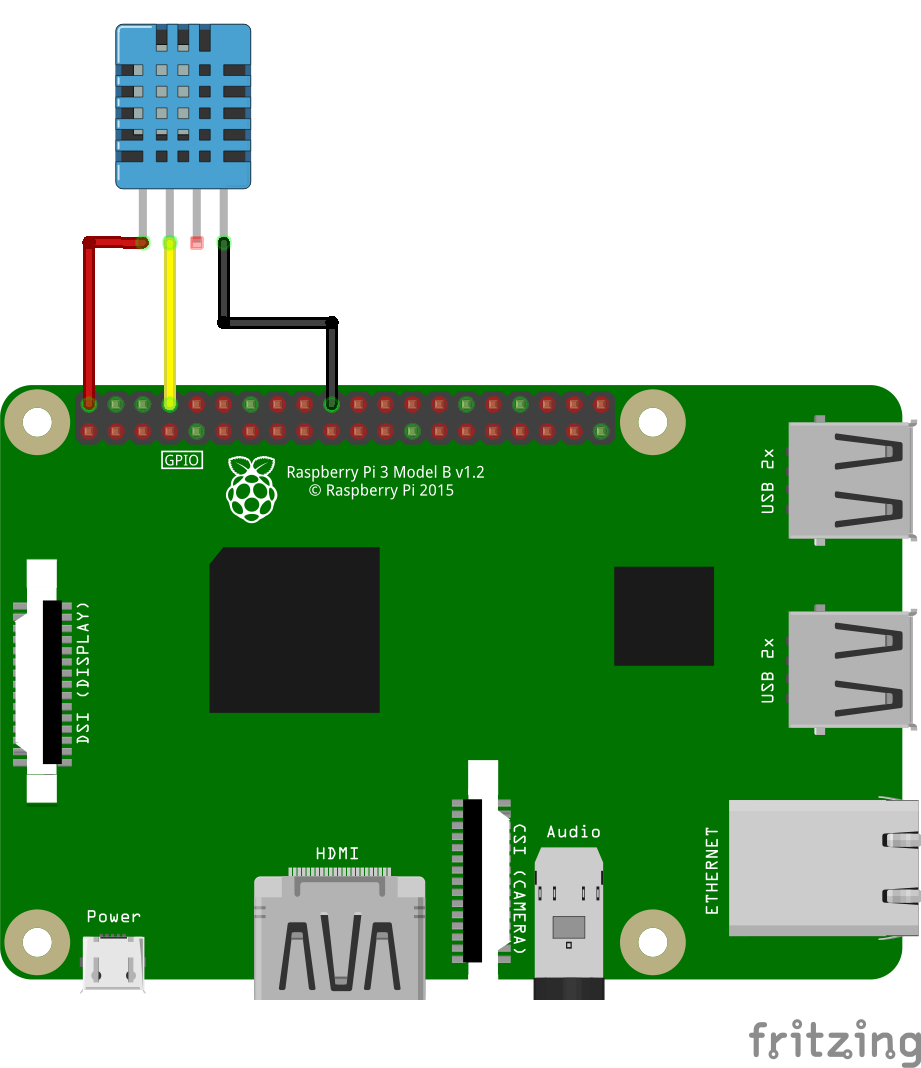 GPIO
Raspberry Pi 3 Model B v1.2
© Raspberry Pi 2015
USB 2x
DSI (DISPLAY)
USB 2x
HDMI
CSI (CAMERA)
Audio
ETHERNET
Power
fritzing